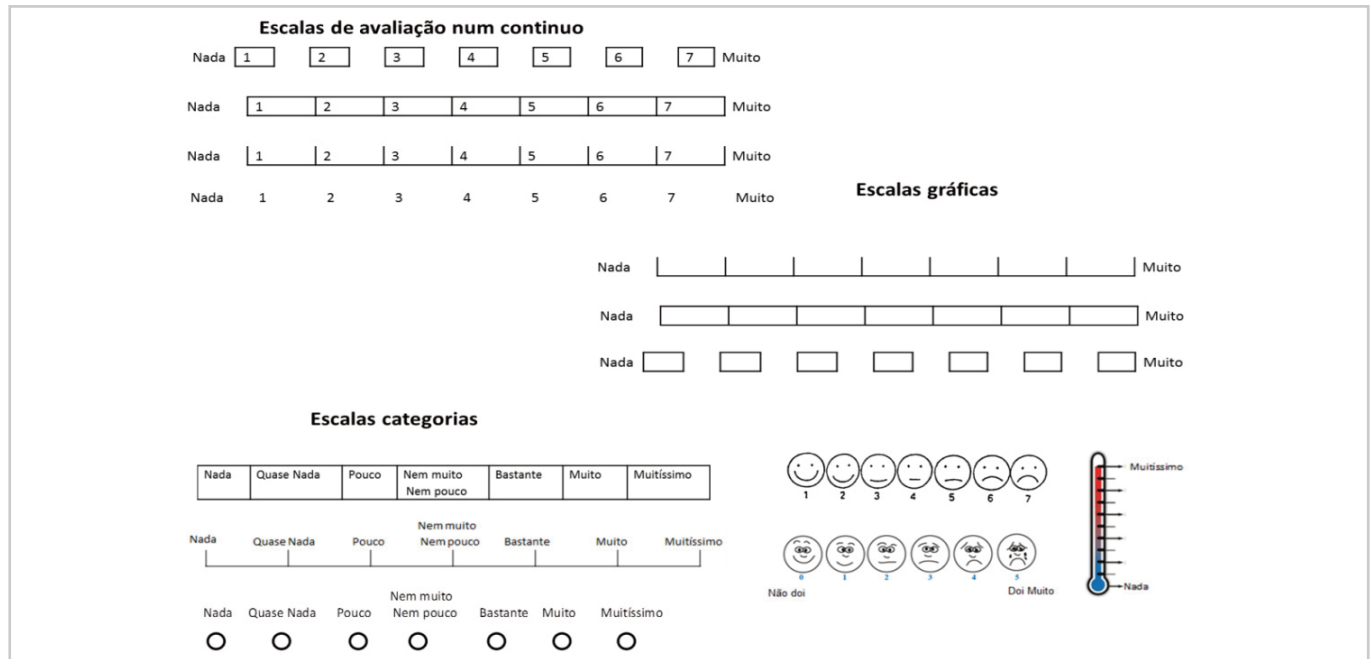 Escalas de avaliação num continuo
Nada 1 2 3 4 5 6 7 Muito
Nada 1 2 3 4 5 6 7 Muito
Nada 1 2 3 4 5 6 7 Muito
Nada 1 2 3 4 5 6 7 Muito
Escalas gráficas
Nada Muito
Nada Muito
Nada Muito
Escalas categorias
Nada Quase Nada Pouco Nem muito Bastante Muito Muitíssimo
Nem pouco
Nem muito
Nada Quase Nada Pouco Nem pouco Bastante Muito Muitíssimo
Nem muito
Nada Quase Nada Pouco Nem pouco Bastante Muito Muitíssimo
1 2 3 4 5 6 7
0 1 2 3 4 5
Não doi Doi Muito
Muitíssimo
Nada